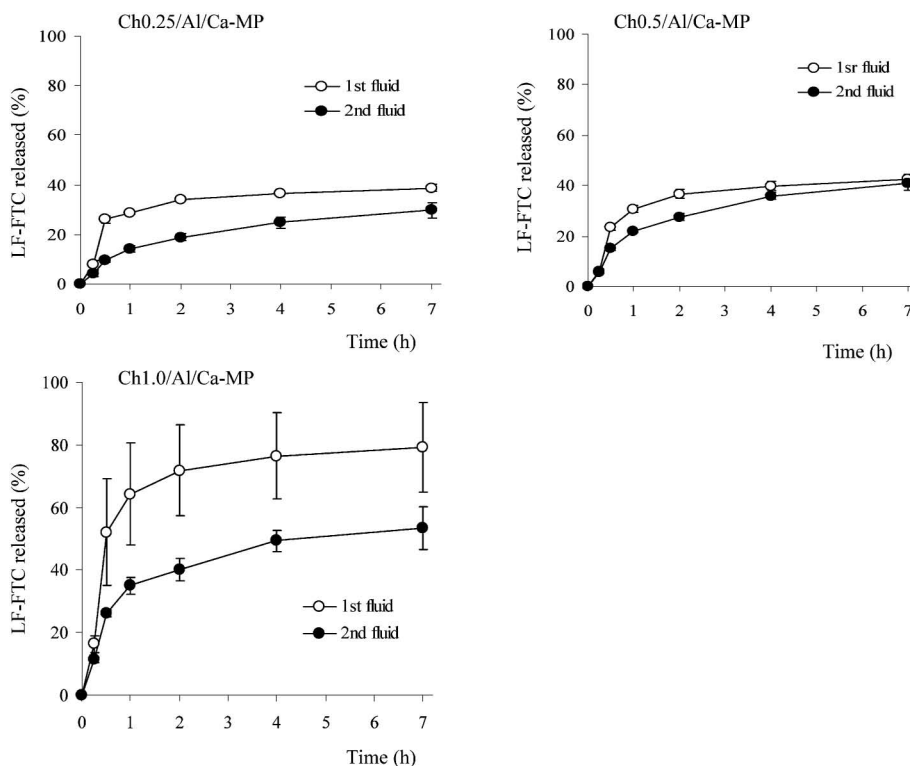 Ch0.25/Al/Ca-MP
LF-FTC released (%)
100
80
60
40
20
0
1st fluid
2nd fluid
0 1 2 3 4 5 6 7
Time (h)
Ch0.5/Al/Ca-MP
LF-FTC released (%)
100
80
60
40
20
0
1sr fluid
2nd fluid
0 1 2 3 4 5 6 7
Time (h)
Ch1.0/Al/Ca-MP
LF-FTC released (%)
100
80
60
40
20
0
1st fluid
2nd fluid
0 1 2 3 4 5 6 7
Time (h)